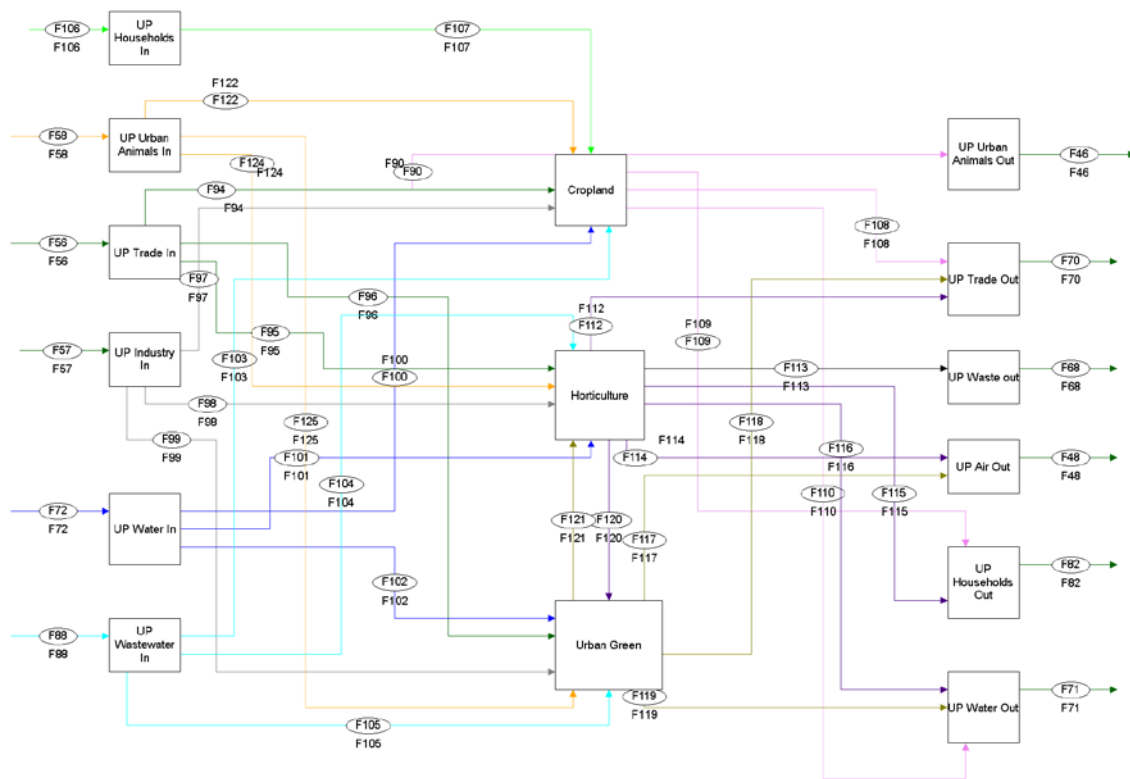 F106
F106
UP
Households
In
F107
F107
F122
F122
F58
F58
UP Urban
Animals In
F124
F124
F90
F90
UP Urban
Animals Out
F46
F46
F94
F94
Cropland
F108
F108
F56
F56
UP Trade In
F97
F97
F96
F96
F95
F95
F112
F112
F109
F109
UP Trade Out
F70
F70
F57
F57
UP Industry
In
F103
F103
F100
F100
F98
F98
F99
F99
Horticulture
F113
F113
UP Waste out
F68
F68
F125
F125
F101
F101
F104
F104
F114
F114
F118
F118
F116
F116
UP Air Out
F48
F48
F72
F72
UP Water In
F110
F110
F115
F115
F121
F121
F120
F120
F117
F117
F102
F102
UP
Households
Out
F82
F82
F88
F88
UP
Wastewater
In
Urban Green
F105
F105
F119
F119
UP Water Out
F71
F71